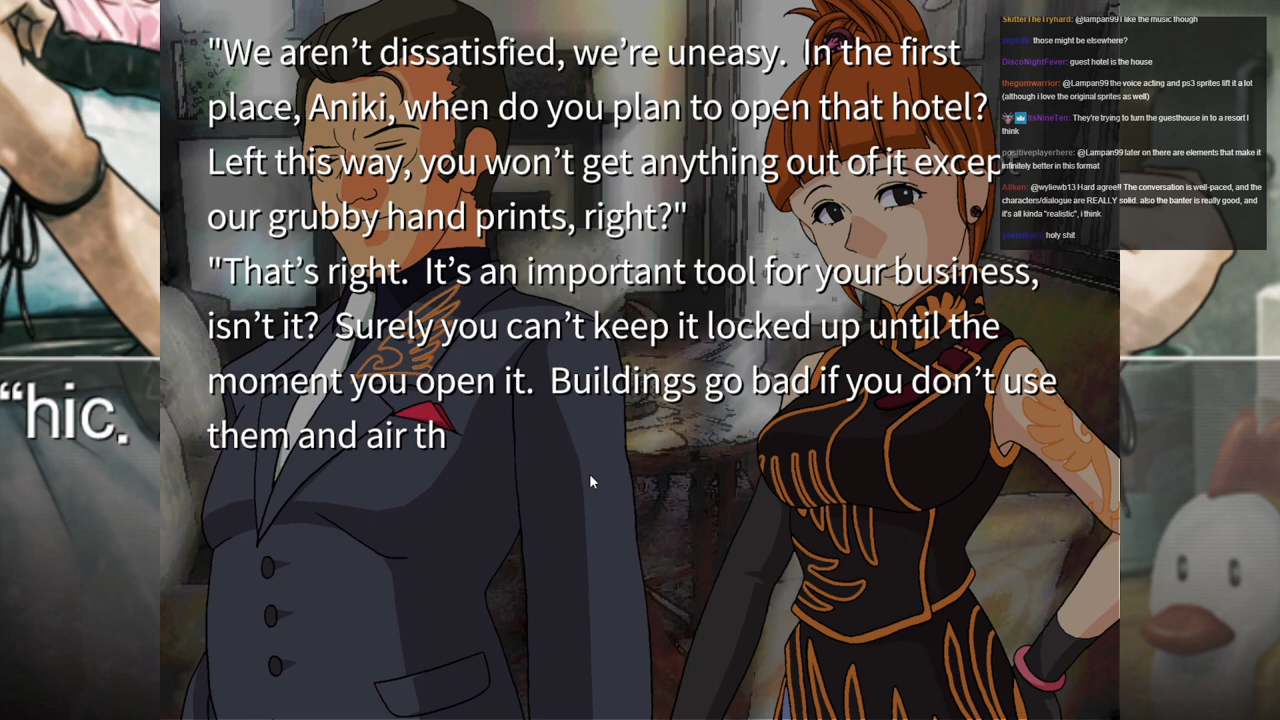 "We aren't dissatisfied, we're uneasy.  In the first
place, Aniki, when do you plan to open that hotel?
Left this way, you won't get anything out of it excep
our grubby hand prints, right?"
"That's right.  It's an important tool for your business,
isn't it?  Surely you can't keep it locked up until the
moment you open it.  Buildings go bad if you don't use
them and air th
“hic.
SkitterTheTryhard: @lampan99 i like the music though
those might be elsewhere?
DiscoNightFever: guest hotel is the house
thegumwarrior: @Lampan99 the voice acting and ps3 sprites lift it a lot
(although i love the original sprites as well)
ItsNineTen: They're trying to turn the guesthouse in to a resort I
think
positiveplayerhere: @Lampan99 later on there are elements that make it
infinitely better in this format
@wyliewb13 Hard agree!! The conversation is well-paced, and the
characters/dialogue are REALLY solid. also the banter is really good, and
it's all kinda "realistic", i think
holy shit